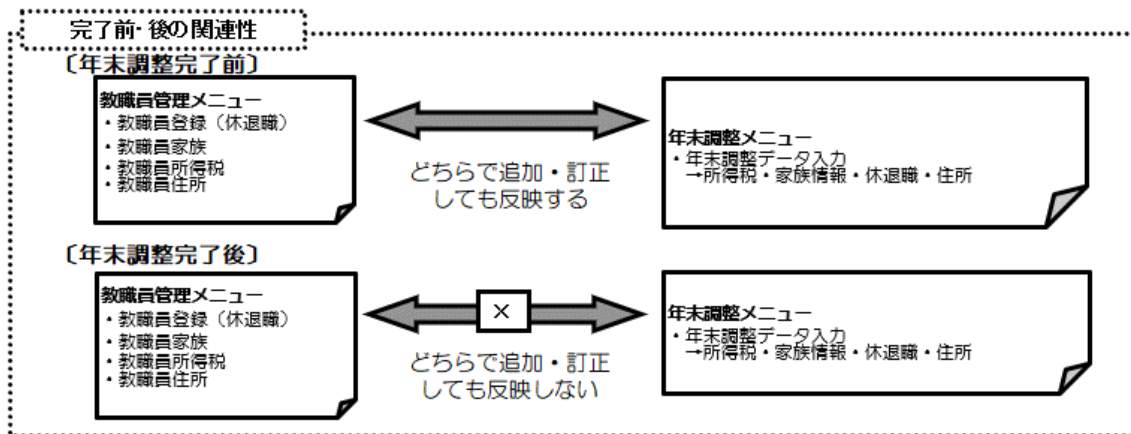 完了前・後の関連性
〔年末調整完了前〕
教職員管理メニュー
・教職員登録（休退職）
・教職員家族
・教職員所得税
・教職員住所
どちらで追加・訂正
しても反映する
年末調整メニュー
・年末調整データ入力
→所得税・家族情報・休退職・住所
〔年末調整完了後〕
教職員管理メニュー
・教職員登録（休退職）
・教職員家族
・教職員所得税
・教職員住所
×
どちらで追加・訂正
しても反映しない
年末調整メニュー
・年末調整データ入力
→所得税・家族情報・休退職・住所